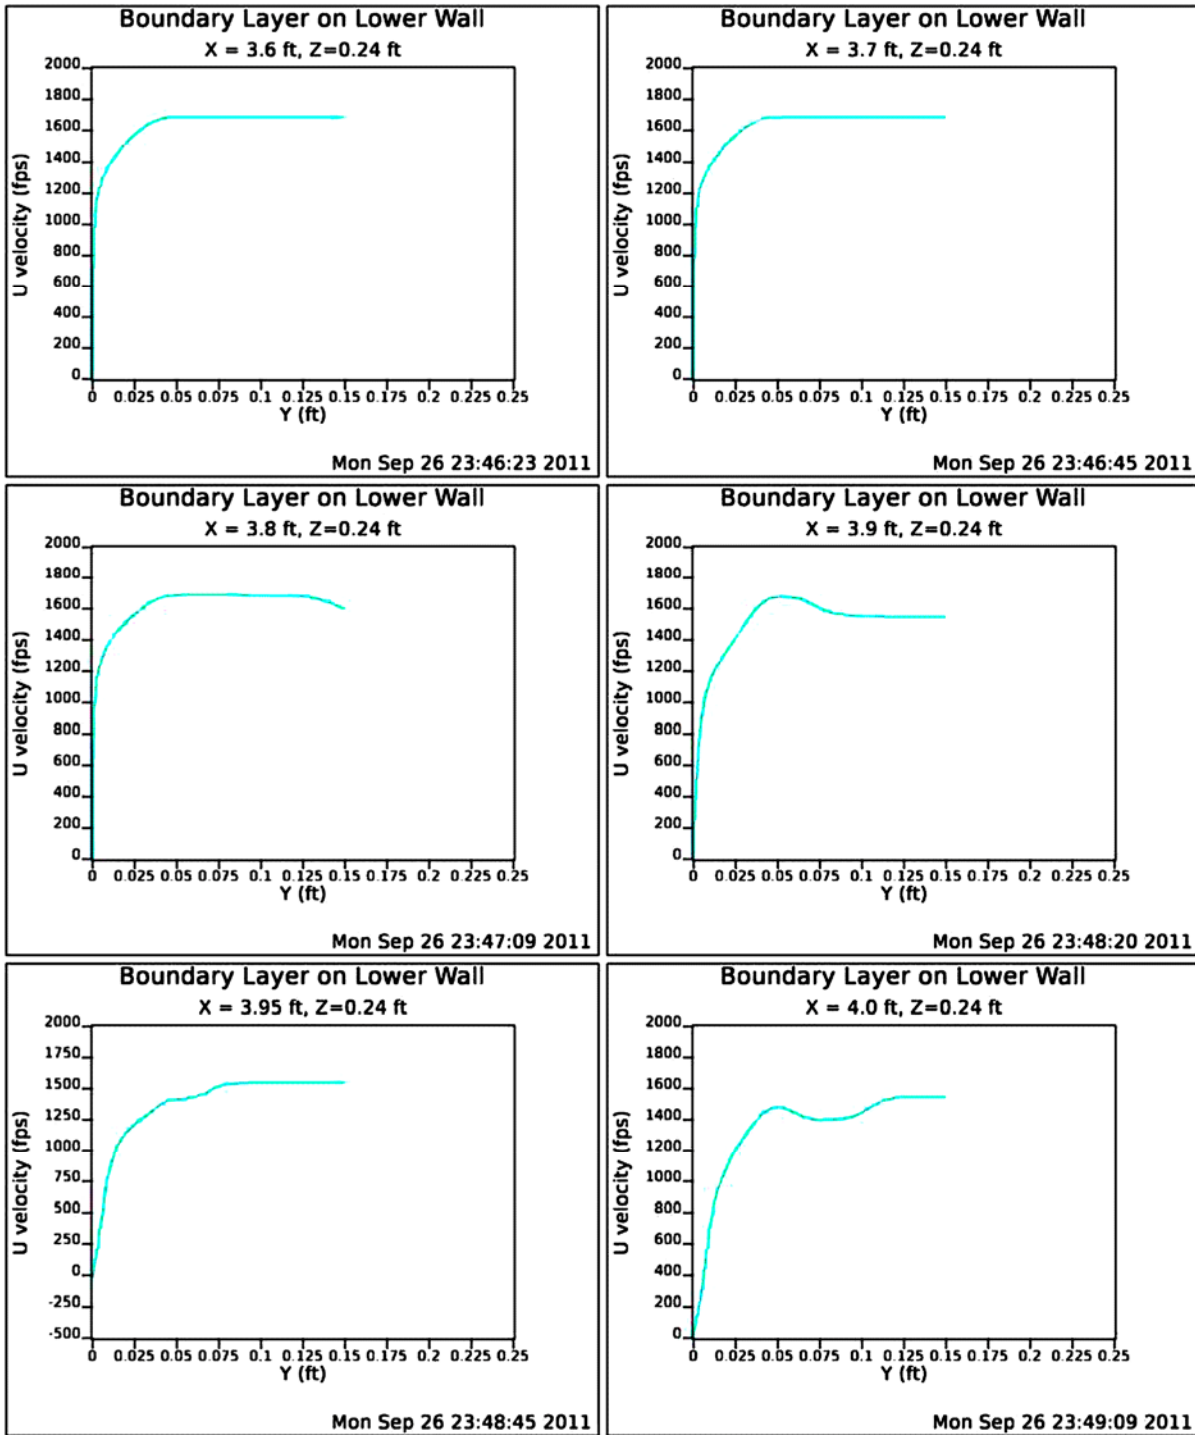 Boundary Layer on Lower Wall
X = 3.6 ft, Z=0.24 ft
U velocity (fps)
2000
1800
1600
1400
1200
1000
800
600
400
200
0
0 0.025 0.05 0.075 0.1 0.125 0.15 0.175 0.2 0.225 0.25
Y (ft)
Mon Sep 26 23:46:23 2011
Boundary Layer on Lower Wall
X = 3.7 ft, Z=0.24 ft
U velocity (fps)
2000
1800
1600
1400
1200
1000
800
600
400
200
0
0 0.025 0.05 0.075 0.1 0.125 0.15 0.175 0.2 0.225 0.25
Y (ft)
Mon Sep 26 23:46:45 2011
Boundary Layer on Lower Wall
X = 3.8 ft, Z=0.24 ft
U velocity (fps)
2000
1800
1600
1400
1200
1000
800
600
400
200
0
0 0.025 0.05 0.075 0.1 0.125 0.15 0.175 0.2 0.225 0.25
Y (ft)
Mon Sep 26 23:47:09 2011
Boundary Layer on Lower Wall
X = 3.9 ft, Z=0.24 ft
U velocity (fps)
2000
1800
1600
1400
1200
1000
800
600
400
200
0
0 0.025 0.05 0.075 0.1 0.125 0.15 0.175 0.2 0.225 0.25
Y (ft)
Mon Sep 26 23:48:20 2011
Boundary Layer on Lower Wall
X = 3.95 ft, Z=0.24 ft
U velocity (fps)
2000
1750
1500
1250
1000
750
500
250
0
-250
-500
0 0.025 0.05 0.075 0.1 0.125 0.15 0.175 0.2 0.225 0.25
Y (ft)
Mon Sep 26 23:48:45 2011
Boundary Layer on Lower Wall
X = 4.0 ft, Z=0.24 ft
U velocity (fps)
2000
1800
1600
1400
1200
1000
800
600
400
200
0
0 0.025 0.05 0.075 0.1 0.125 0.15 0.175 0.2 0.225 0.25
Y (ft)
Mon Sep 26 23:49:09 2011